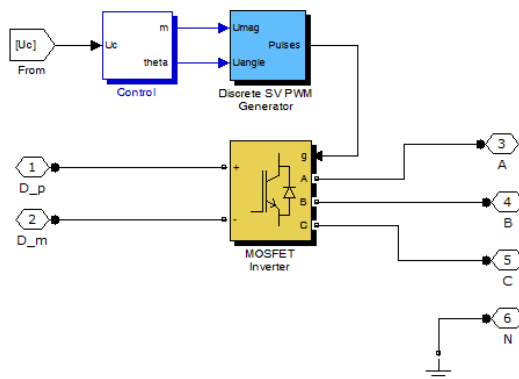 [Uc]
From
Uc
m
theta
Control
Umag
Uangle
Pulses
Discrete SV PWM
Generator
1
D_p
2
D_m
+
-
g
A
B
C
MOSFET
Inverter
3
A
4
B
5
C
6
N